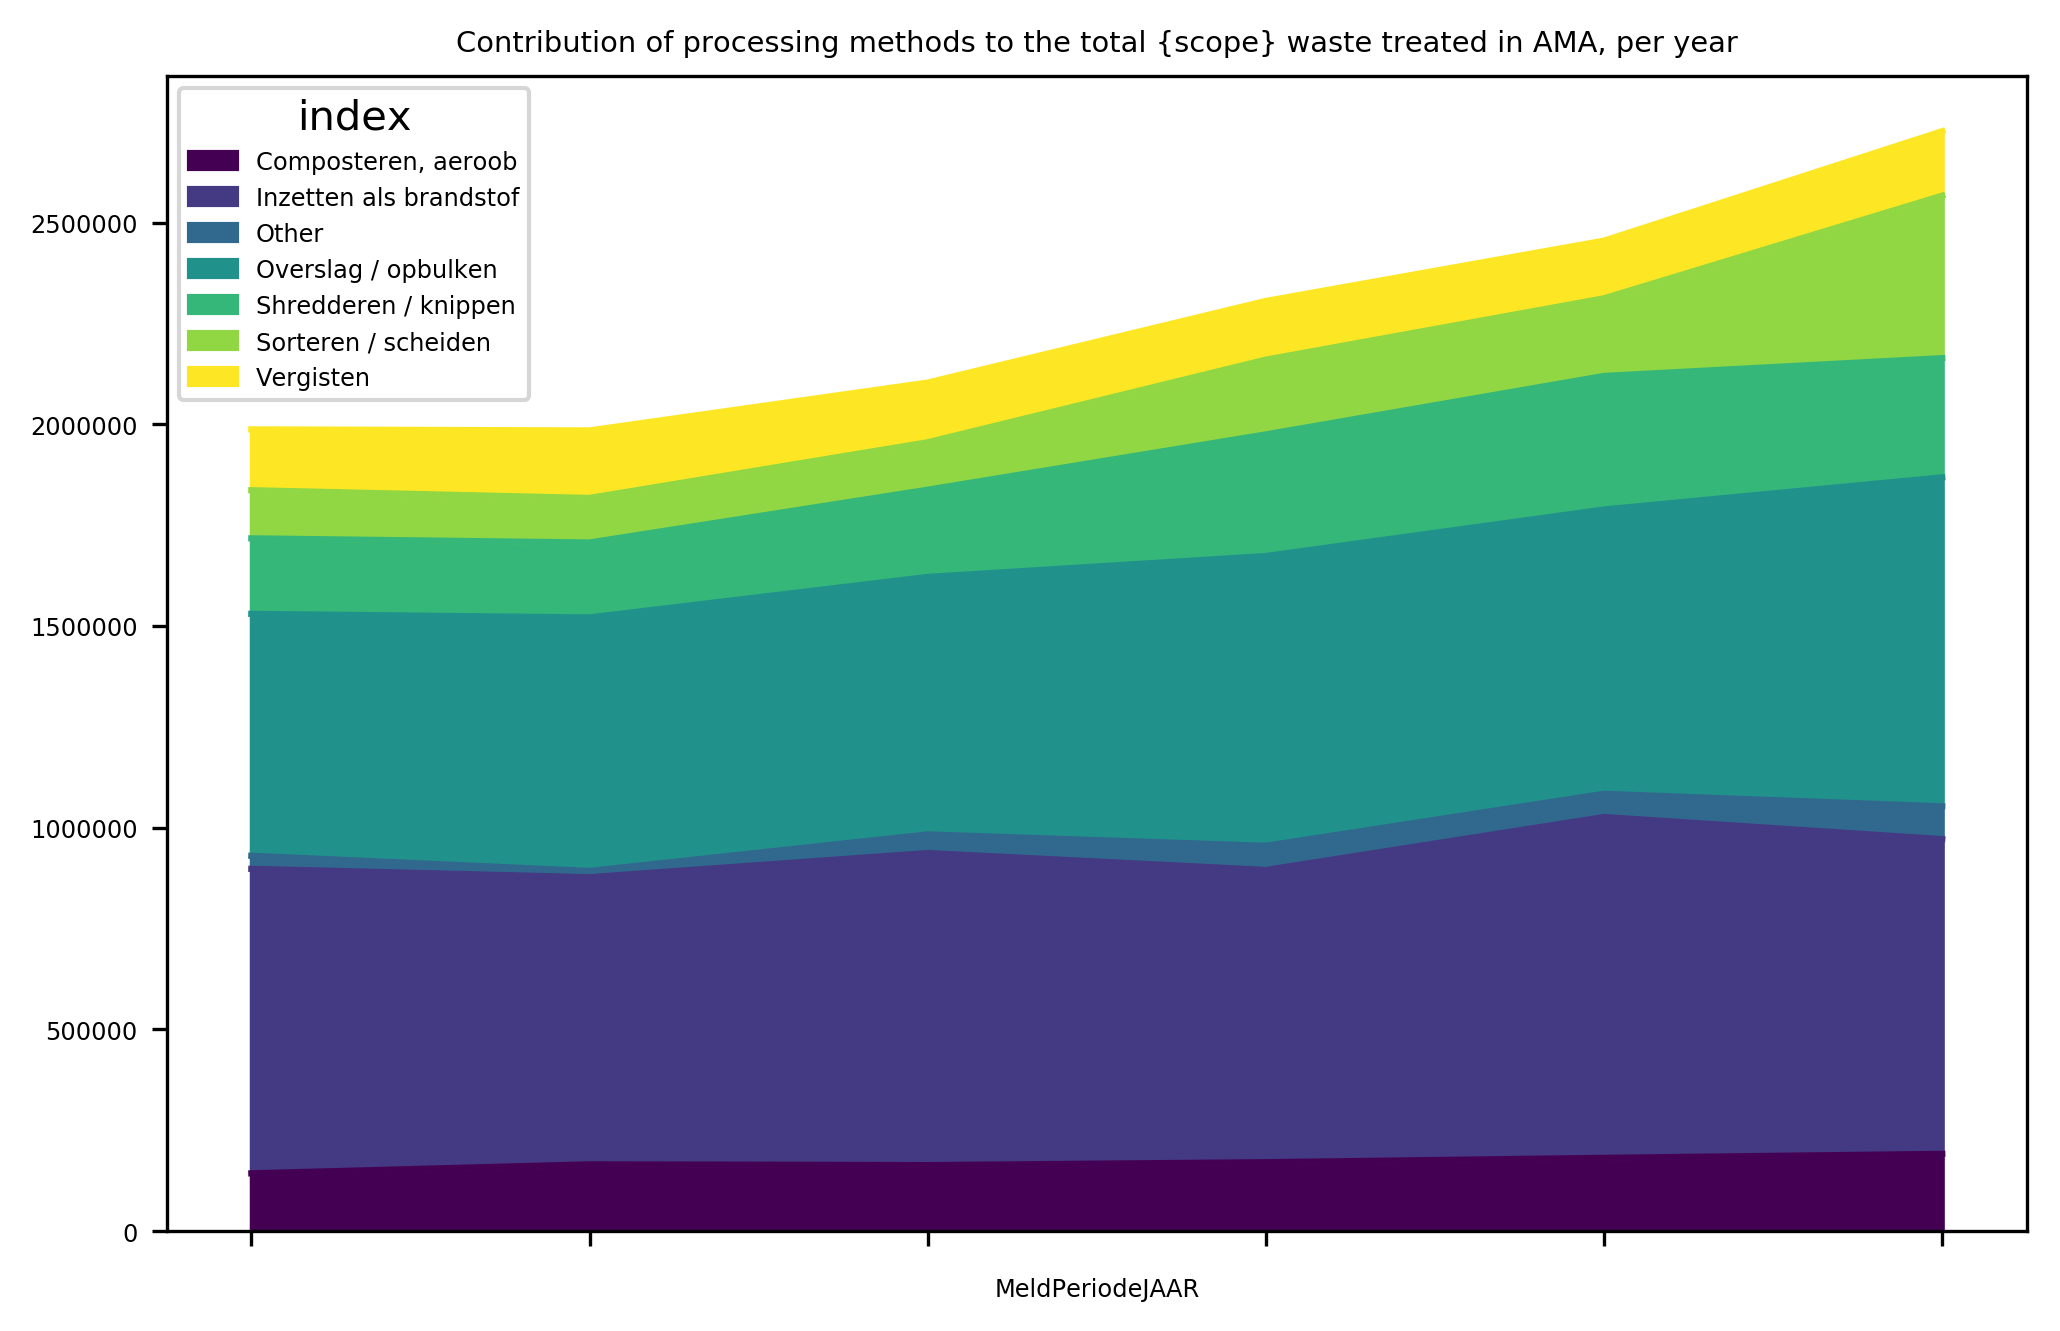 Contribution of processing methods to the total {scope} waste treated in AMA, per year
index
Composteren, aeroob
Inzetten als brandstof
Other
Overslag / opbulken
Shredderen / knippen
Sorteren / scheiden
Vergisten
2500000
2000000
1500000
1000000
500000
0
MeldPeriodeJAAR